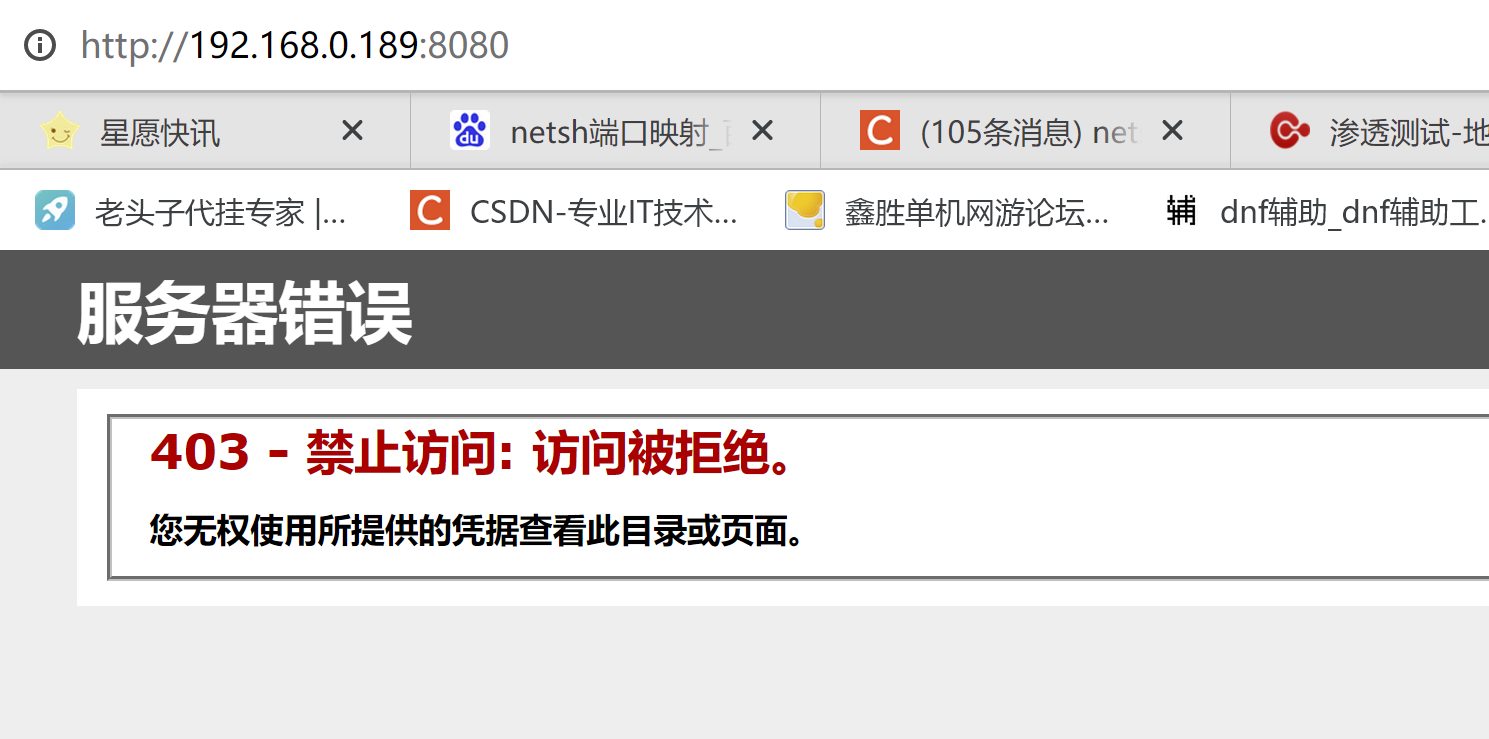 http://192.168.0.189:8080
星愿快讯 netsh端口映射_ (105条消息) net 渗透测试-地
老头子代挂专家 |... CSDN-专业IT技术... 鑫胜单机网游论坛... 辅 dnf辅助_dnf辅助工..
服务器错误
403 - 禁止访问: 访问被拒绝。
您无权使用所提供的凭据查看此目录或页面。